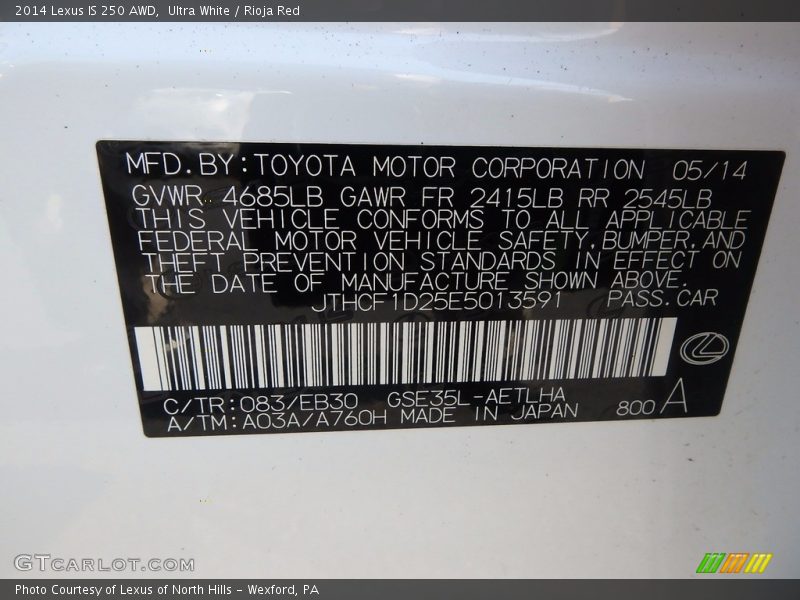 2014 Lexus IS 250 AWD, Ultra White / Rioja Red
MFD.BY:TOYOTA MOTOR CORPORATION 05/14
GVWR 4685LB GAWR FR 2415LB RR 2545LB
THIS VEHICLE CONFORMS TO ALL APPLICABLE
FEDERAL MOTOR VEHICLE SAFETY,BUMPER,AND
THEFT PREVENTION STANDARDS IN EFFECT ON
THE DATE OF MANUFACTURE SHOWN ABOVE.
JTHCF1D25E5013591 PASS.CAR
C/TR:083/EB30 GSE35L-AETLHA
A/TM:A03A/A760H MADE IN JAPAN 800 A
GTCARLOT.COM
Photo Courtesy of Lexus of North Hills - Wexford, PA